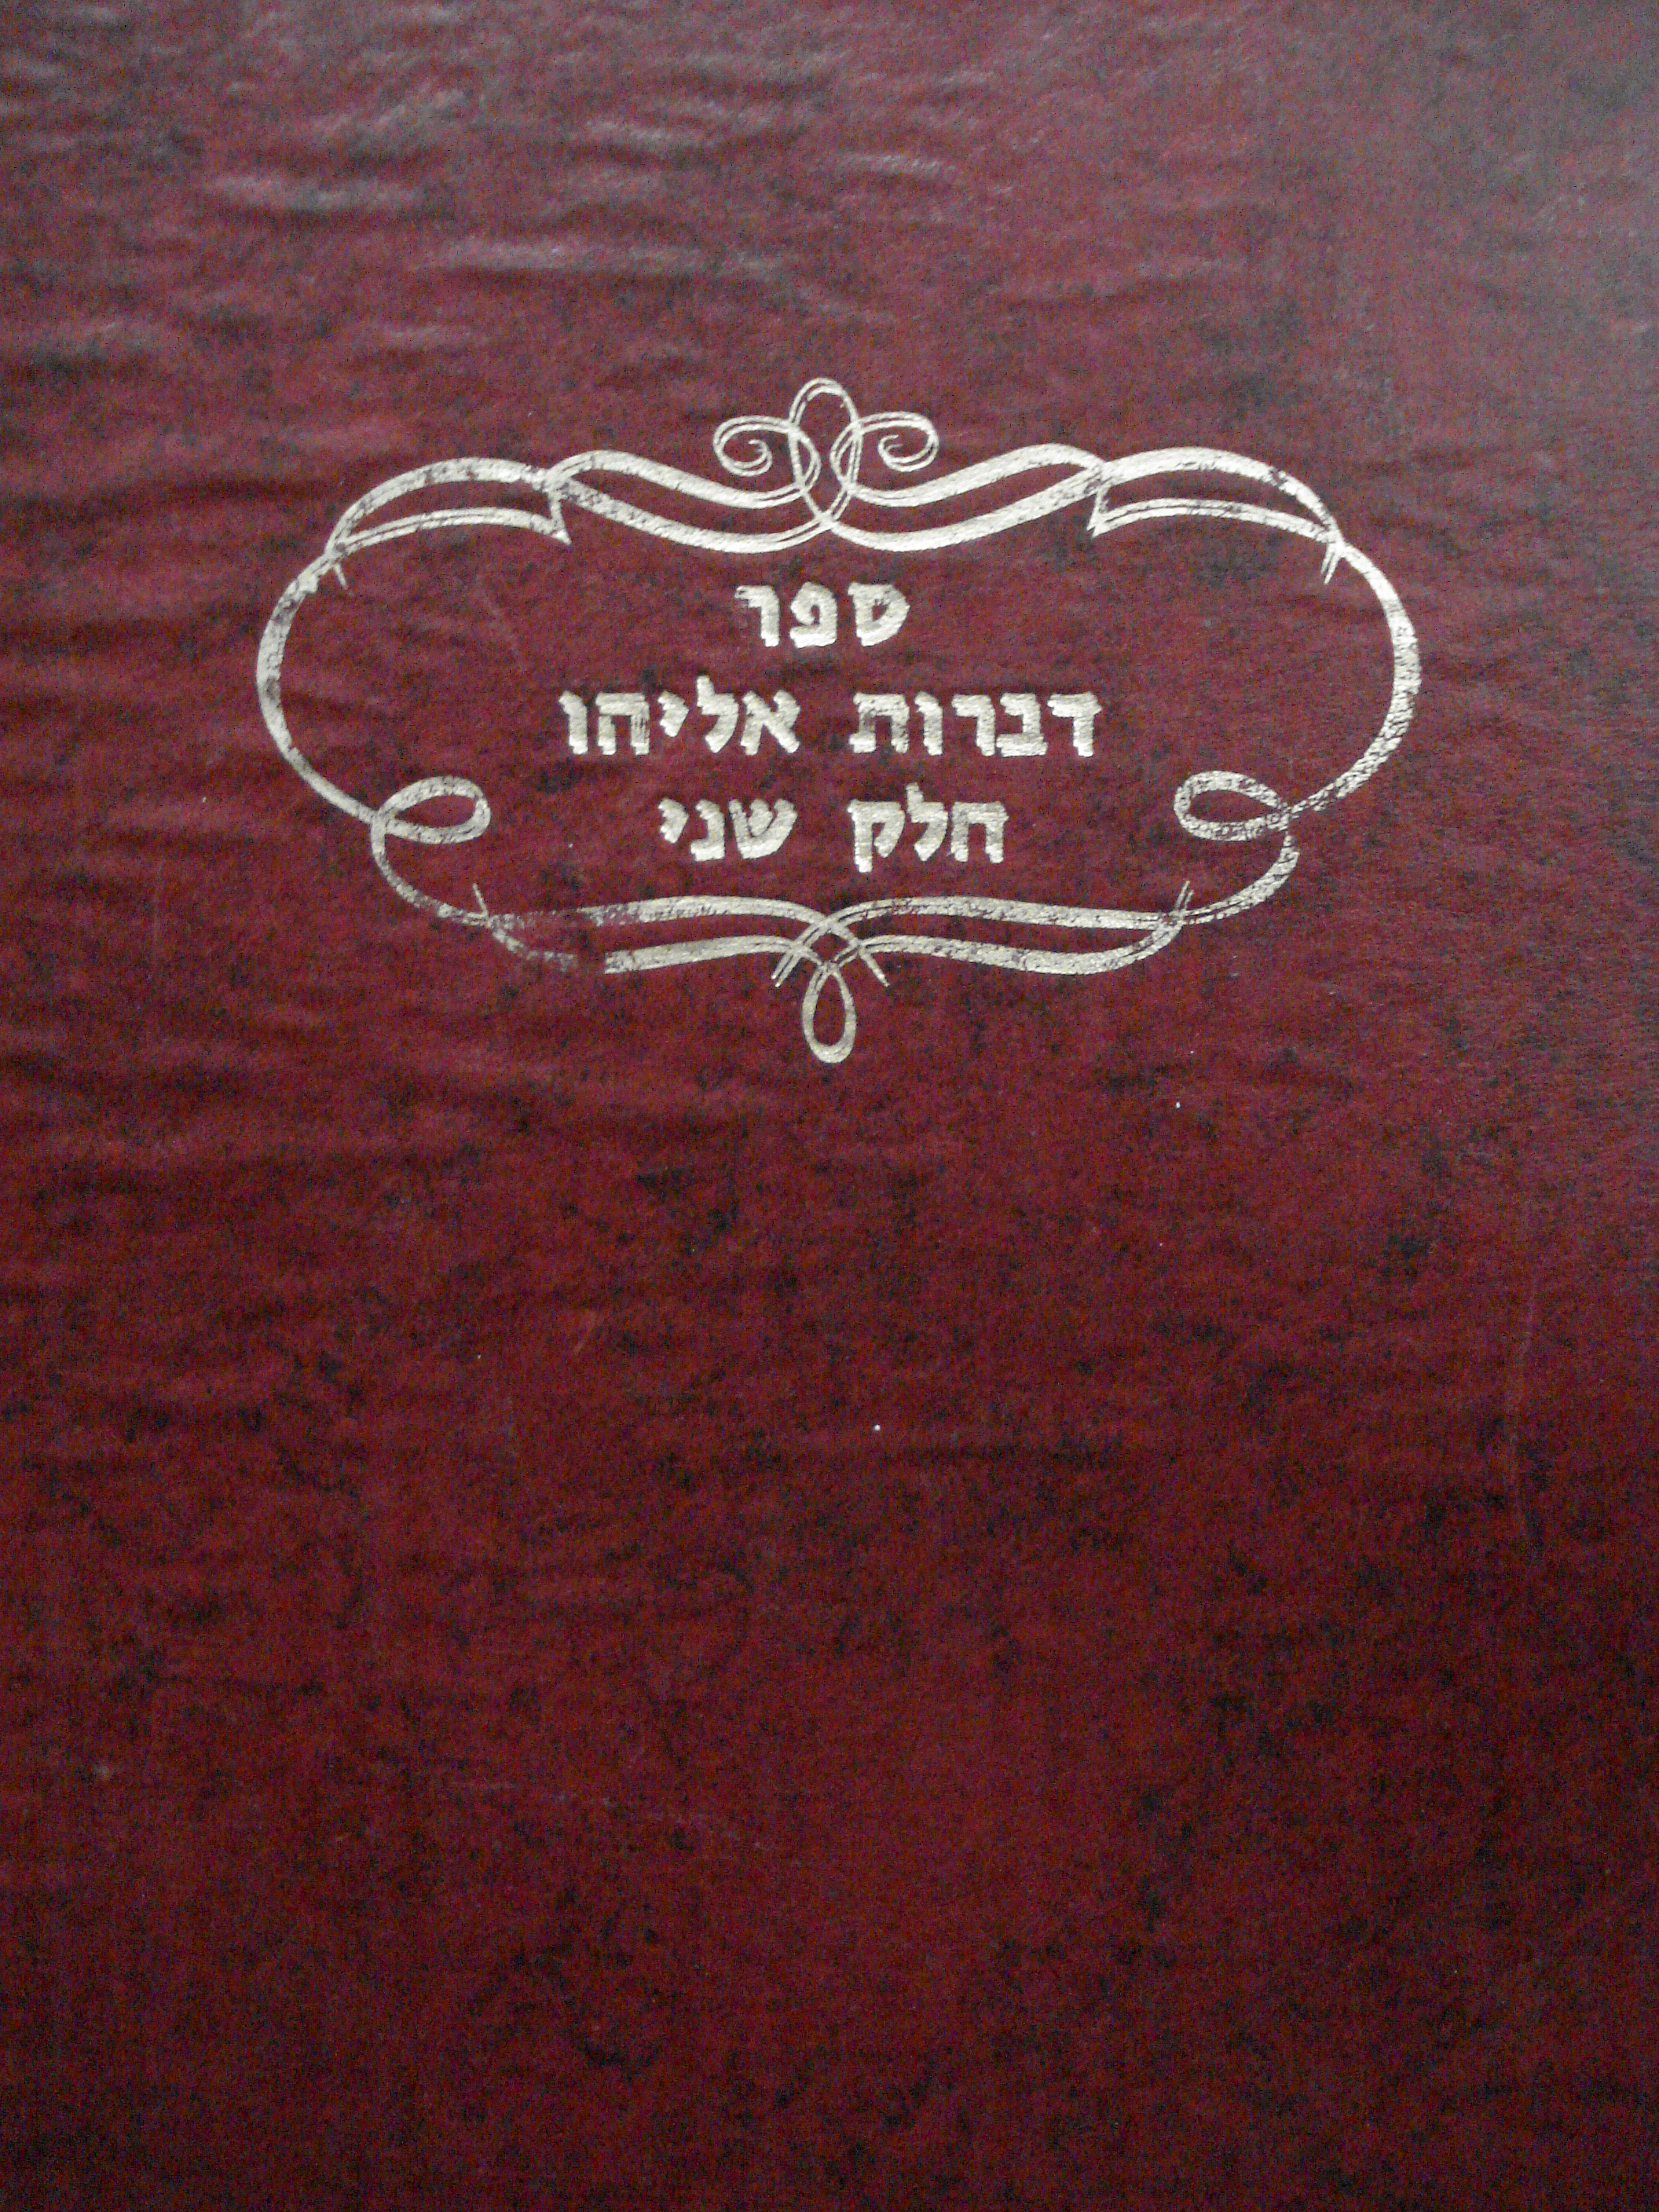 ספר
דברות אליהו
חלק שני